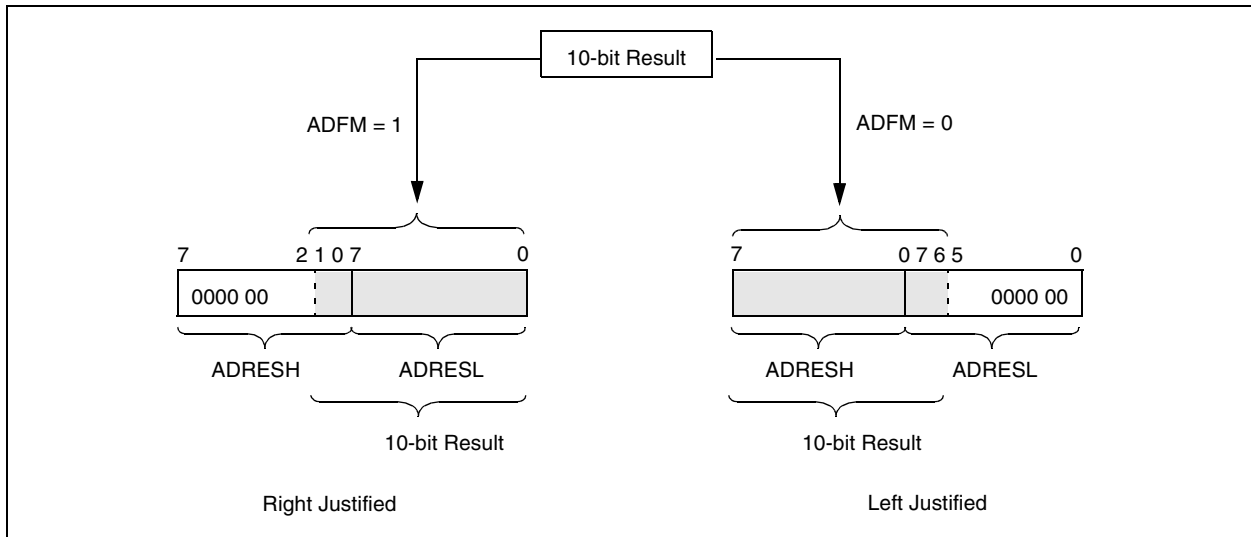 10-bit Result
ADFM = 1
ADFM = 0
7 2 1 0 7 0
7 0 7 6 5 0
0000 00
0000 00
ADRESH ADRESL
ADRESH ADRESL
10-bit Result
10-bit Result
Right Justified
Left Justified